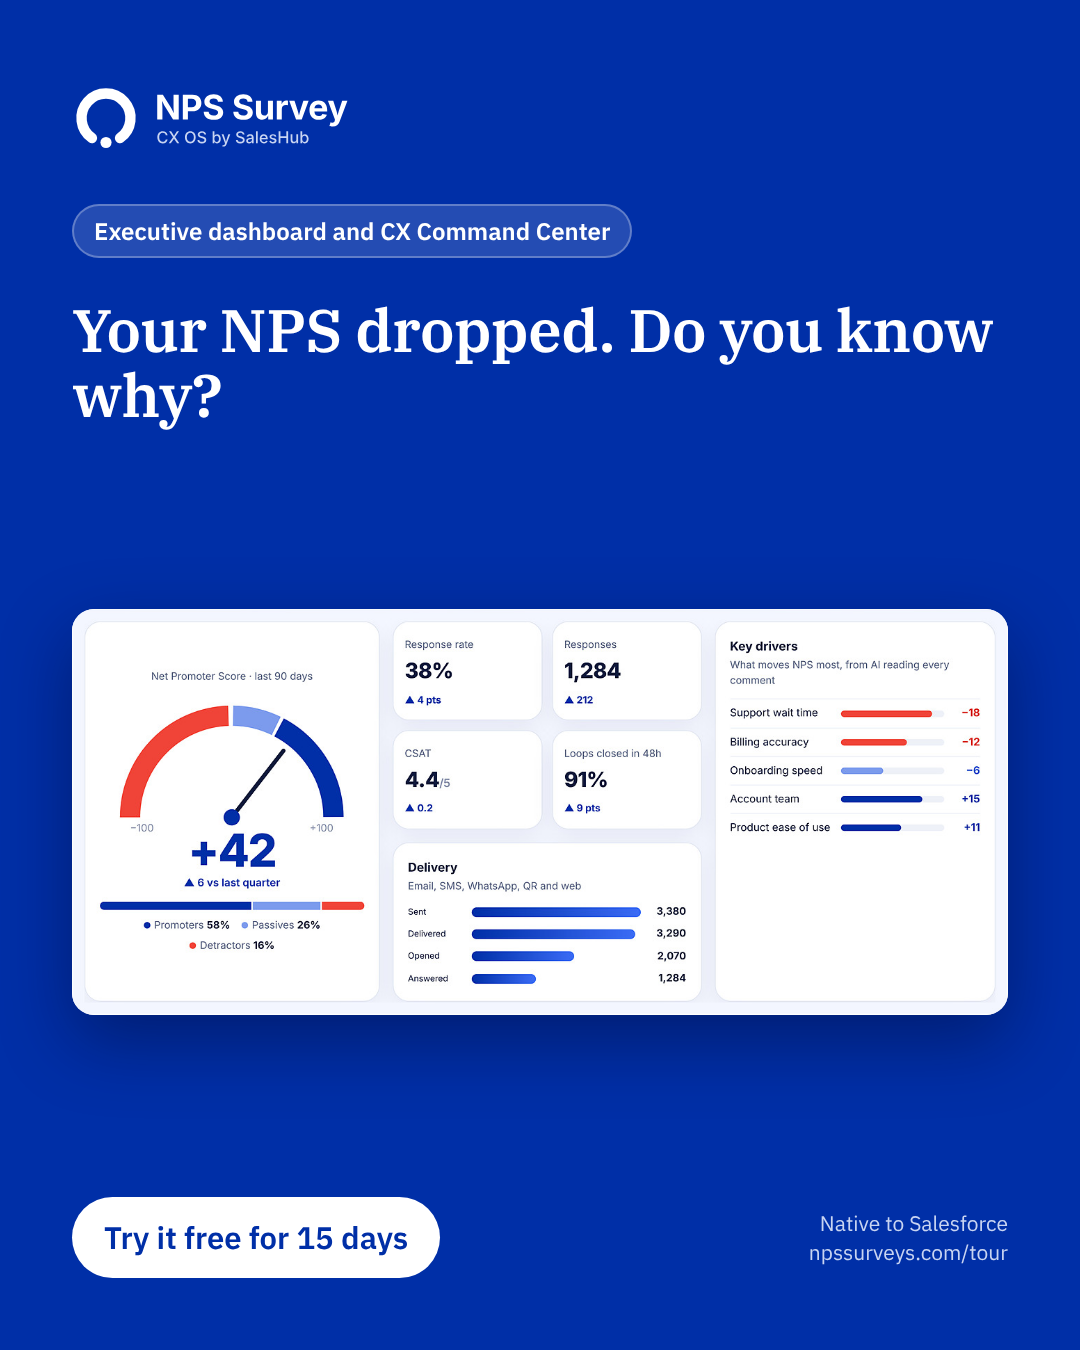 NPS Survey
CX OS by SalesHub
Executive dashboard and CX Command Center
Your NPS dropped. Do you know
why?
Net Promoter Score · last 90 days
−100
+100
+42
▲ 6 vs last quarter
Promoters 58%
Passives 26%
Detractors 16%
Response rate
38%
▲ 4 pts
Responses
1,284
▲ 212
CSAT
4.4/5
▲ 0.2
Loops closed in 48h
91%
▲ 9 pts
Delivery
Email, SMS, WhatsApp, QR and web
Sent 3,380
Delivered 3,290
Opened 2,070
Answered 1,284
Key drivers
What moves NPS most, from AI reading every
comment
Support wait time −18
Billing accuracy −12
Onboarding speed −6
Account team +15
Product ease of use +11
Try it free for 15 days
Native to Salesforce
npssurveys.com/tour